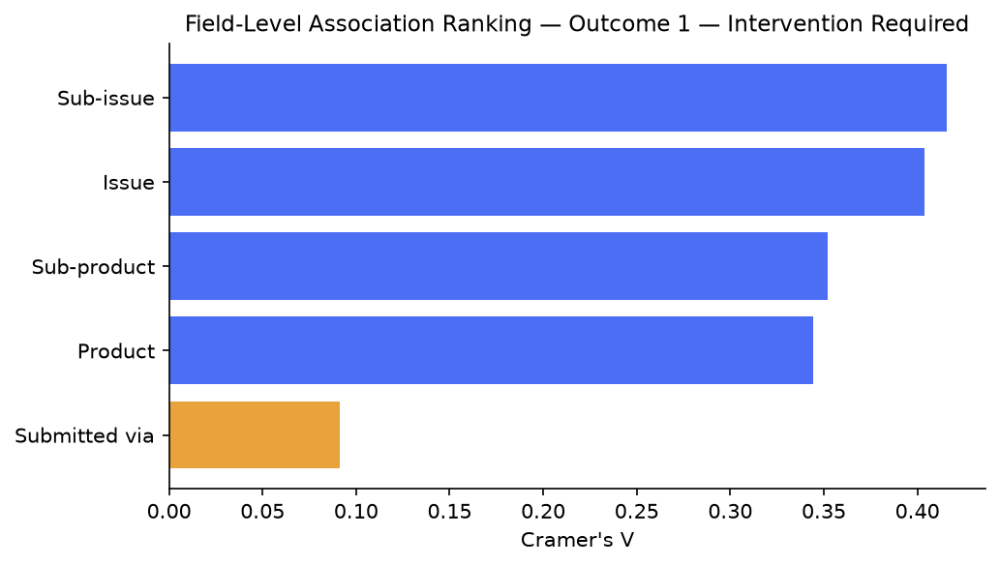 Field-Level Association Ranking — Outcome 1 — Intervention Required
Sub-issue
Issue
Sub-product
Product
Submitted via
0.00 0.05 0.10 0.15 0.20 0.25 0.30 0.35 0.40
Cramer's V